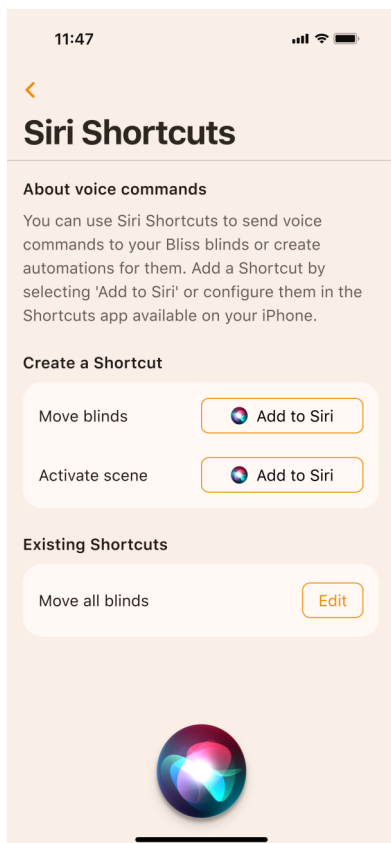 11:47
Siri Shortcuts
About voice commands
You can use Siri Shortcuts to send voice
commands to your Bliss blinds or create
automations for them. Add a Shortcut by
selecting 'Add to Siri' or configure them in the
Shortcuts app available on your iPhone.
Create a Shortcut
Move blinds Add to Siri
Activate scene Add to Siri
Existing Shortcuts
Move all blinds Edit